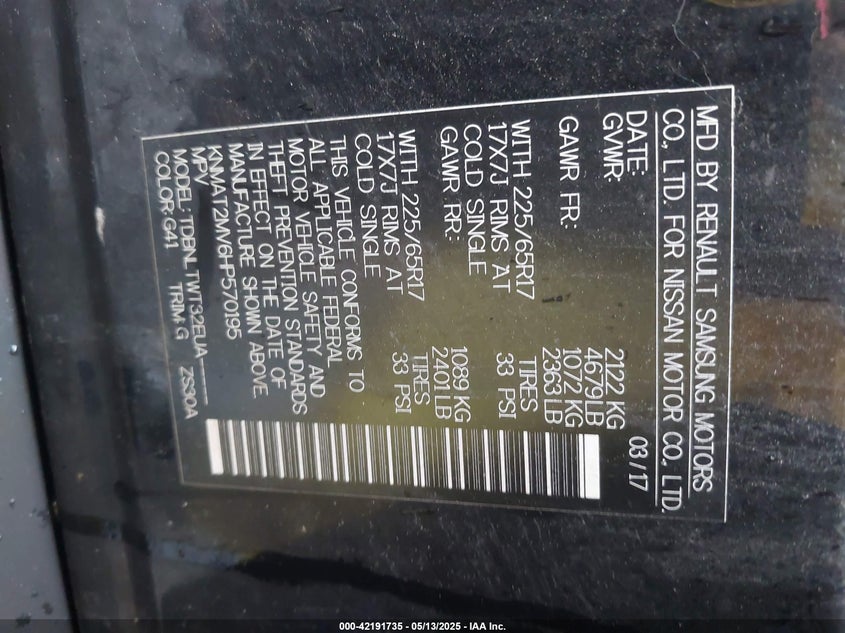 MFD BY RENAULT SAMSUNG MOTORS
CO., LTD. FOR NISSAN MOTOR CO., LTD.
DATE: 03 / 17
GVWR: 2122 KG
4679LB
GAWR FR: 1072 KG
2363 LB
WITH 225/65R17 TIRES
17X7J RIMS AT 33 PSI
COLD SINGLE
GAWR RR: 1089 KG
2401 LB
WITH 225/65R17 TIRES
17X7J RIMS AT 33 PSI
COLD SINGLE
THIS VEHICLE CONFORMS TO
ALL APPLICABLE FEDERAL
MOTOR VEHICLE SAFETY AND
THEFT PREVENTION STANDARDS
IN EFFECT ON THE DATE OF
MANUFACTURE SHOWN ABOVE
KNMAT2MV6HP570195
MPV
MODEL: TDBNLTWT32EUA-----
COLOR: G41 TRIM: G ZS30A
000-42191735 - 05/13/2025 - IAA Inc.